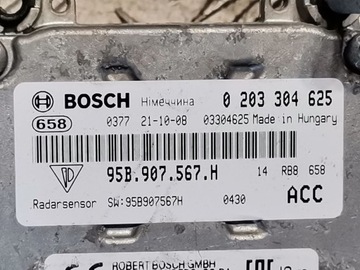 BOSCH Німеччина 0 203 304 625
658 0377 21-10-08 03304625 Made in Hungary
95B.907.567.H 14 RB8 658
Radarsensor SW:95B907567H 0430 ACC
ROBERT BOSCH GMBH